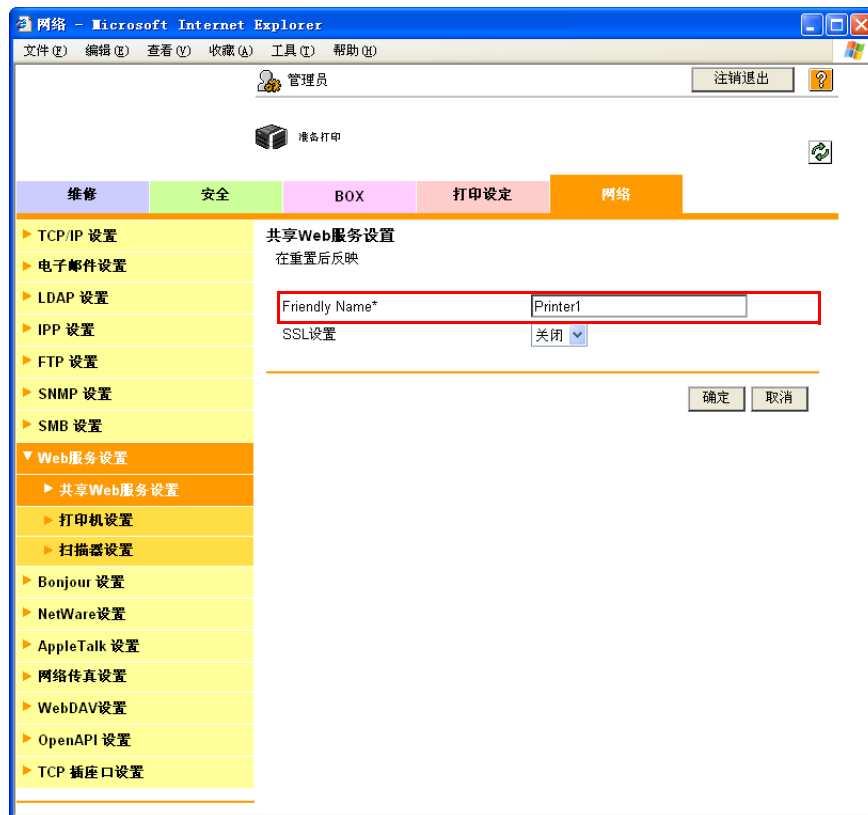 网络 - Microsoft Internet Explorer
文件(F) 编辑(E) 查看(V) 收藏(A) 工具(T) 帮助(H)
管理员
注销退出
?
准备打印
维修 安全 BOX 打印设定 网络
TCP/IP 设置
电子邮件设置
LDAP 设置
IPP 设置
FTP 设置
SNMP 设置
SMB 设置
Web服务设置
共享Web服务设置
打印机设置
扫描器设置
Bonjour 设置
NetWare设置
AppleTalk 设置
网络传真设置
WebDAV设置
OpenAPI 设置
TCP 插座口设置
共享Web服务设置
在重置后反映
Friendly Name* Printer1
SSL设置 关闭
确定 取消